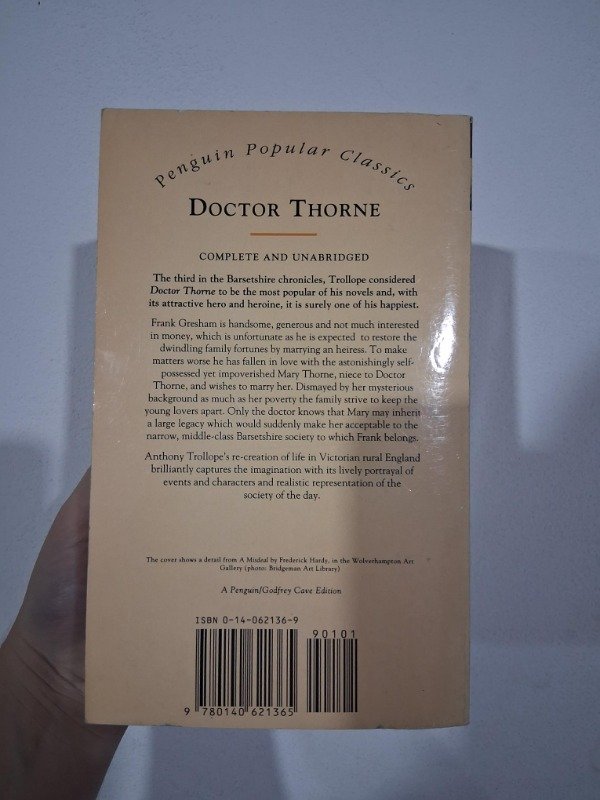 Penguin Popular Classics
DOCTOR THORNE
COMPLETE AND UNABRIDGED
The third in the Barsetshire chronicles, Trollope considered
Doctor Thorne to be the most popular of his novels and, with
its attractive hero and heroine, it is surely one of his happiest.
Frank Gresham is handsome, generous and not much interested
in money, which is unfortunate as he is expected to restore the
dwindling family fortunes by marrying an heiress. To make
matters worse he has fallen in love with the astonishingly self-
possessed yet impoverished Mary Thorne, niece to Doctor
Thorne, and wishes to marry her. Dismayed by her mysterious
background as much as her poverty the family strive to keep the
young lovers apart. Only the doctor knows that Mary may inherit
a large legacy which would suddenly make her acceptable to the
narrow, middle-class Barsetshire society to which Frank belongs.
Anthony Trollope's re-creation of life in Victorian rural England
brilliantly captures the imagination with its lively portrayal of
events and characters and realistic representation of the
society of the day.
The cover shows a detail from A Misdeal by Frederick Hardy, in the Wolverhampton Art
Gallery (photo: Bridgeman Art Library)
A Penguin/Godfrey Cave Edition
ISBN 0-14-062136-9
90101
9 780140 621365